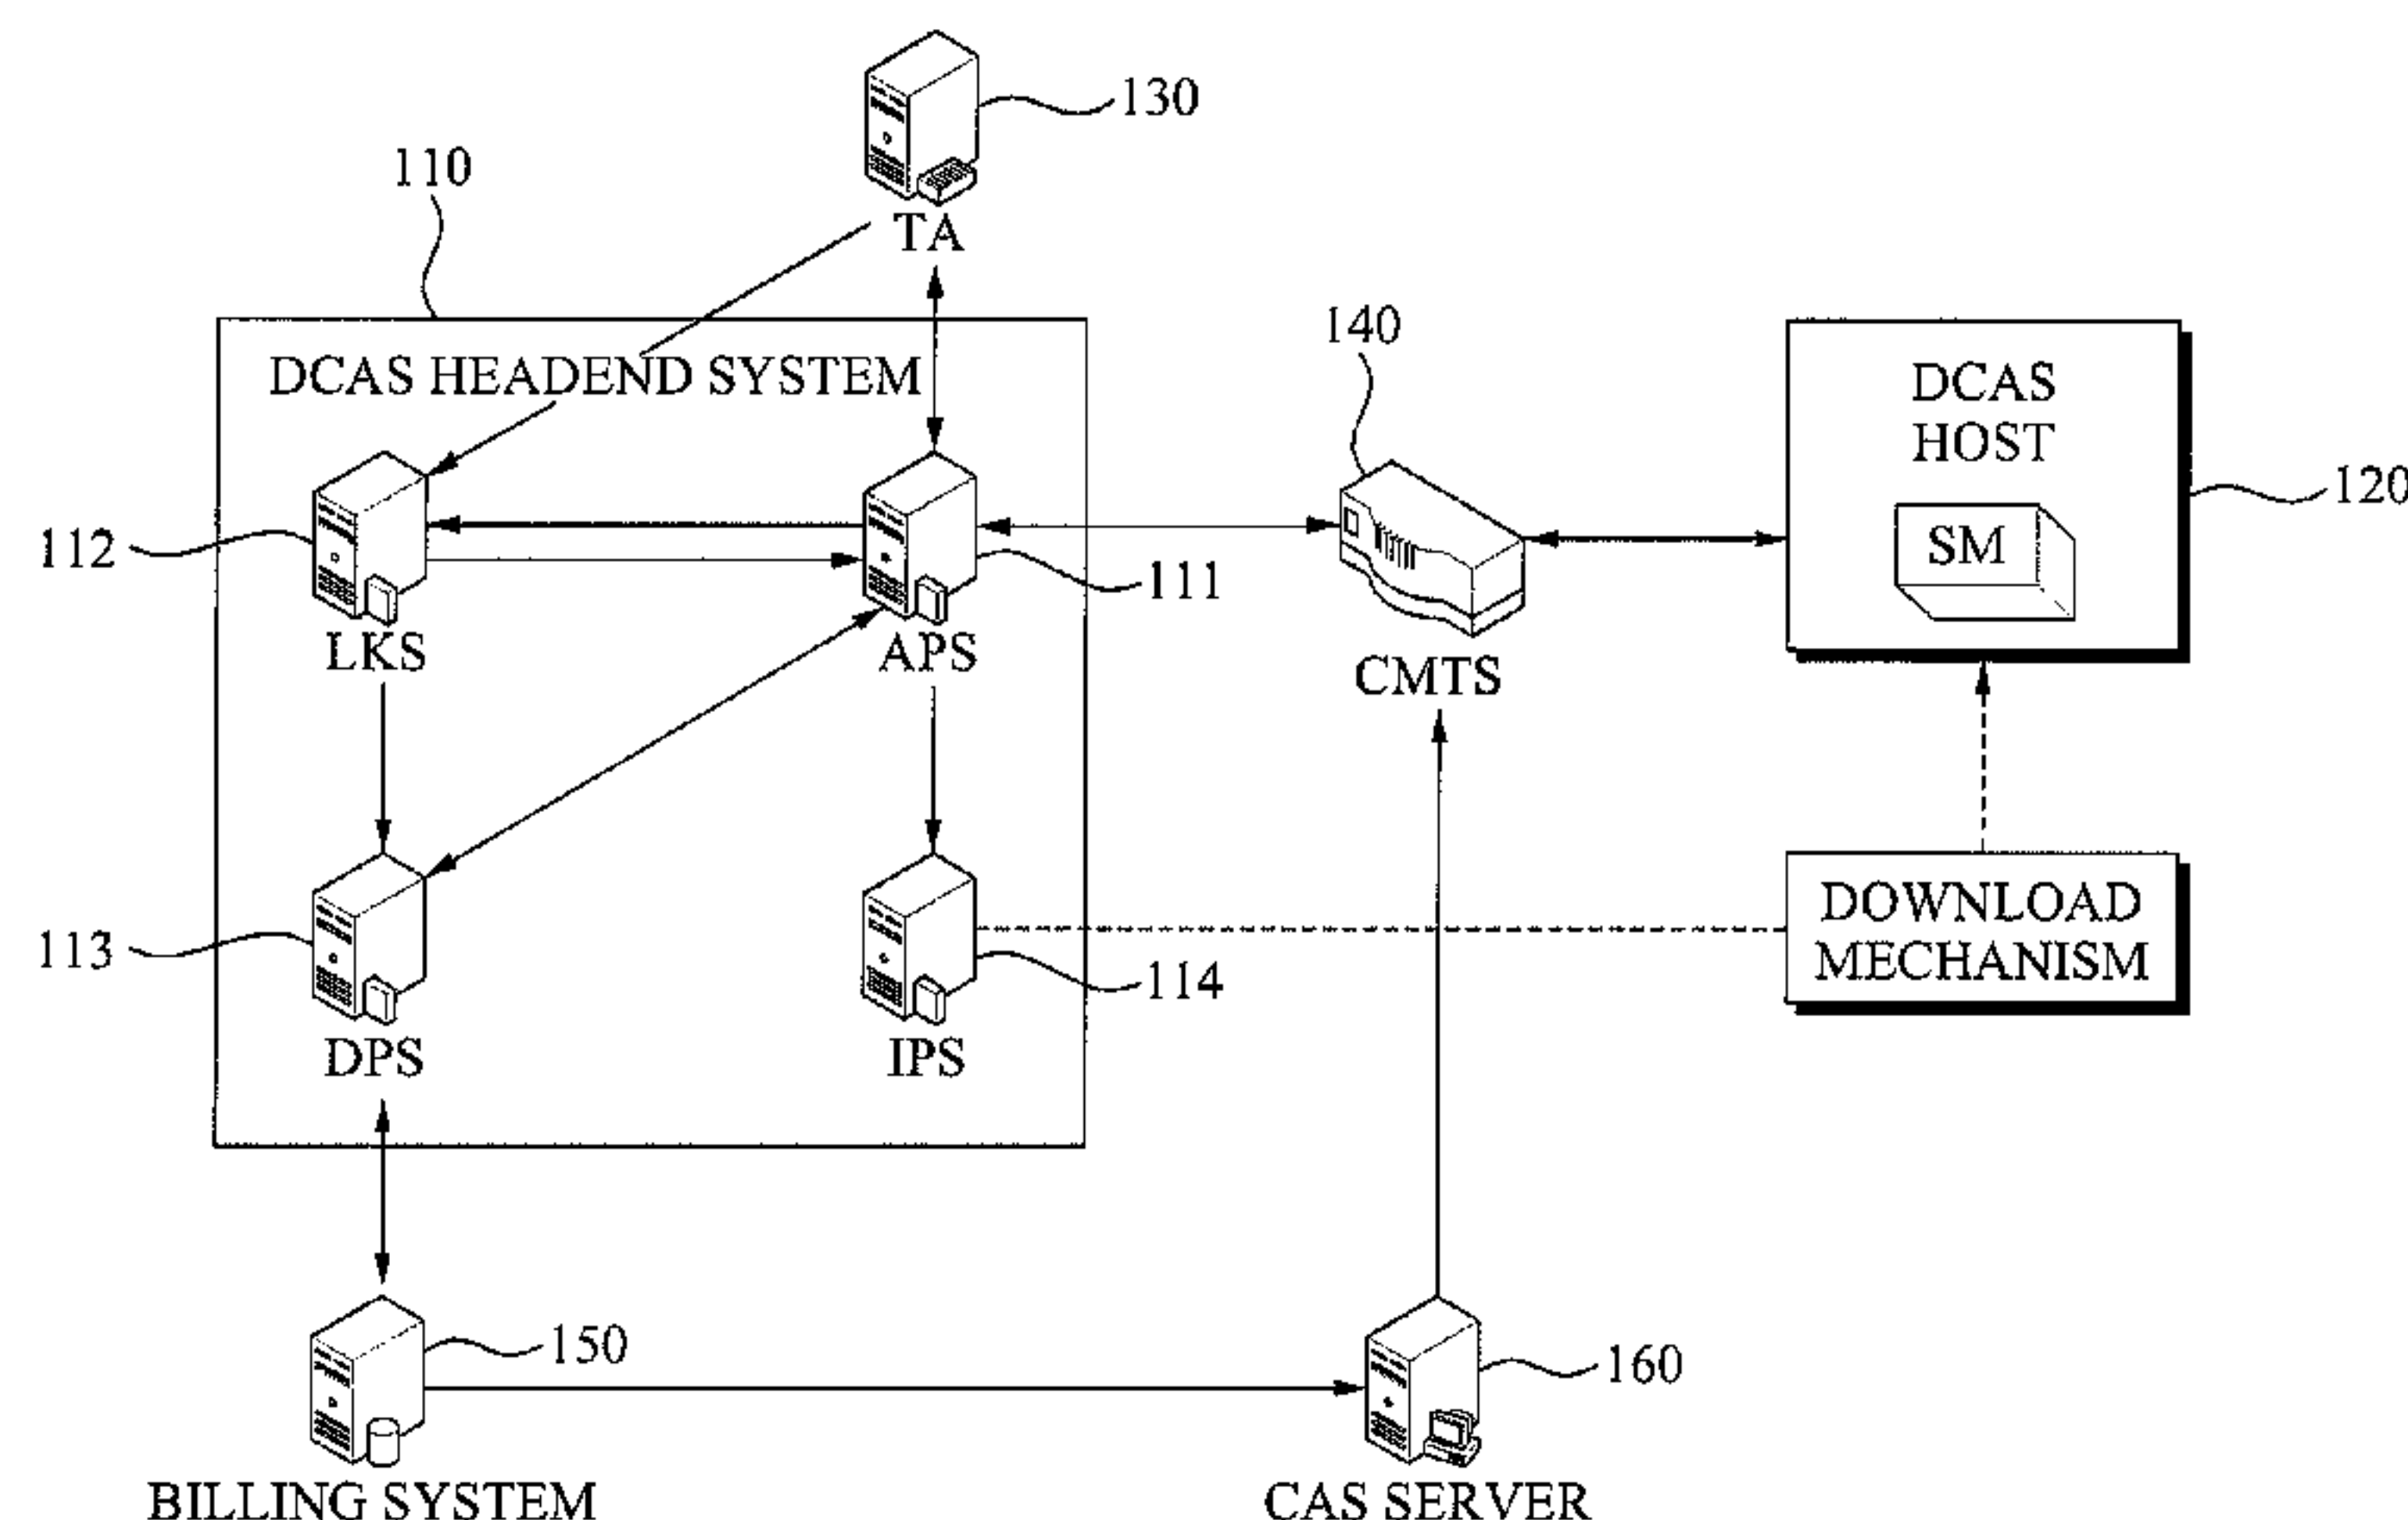 130
110
TA
140
DCAS HEADEND SYSTEM
DCAS
HOST
120
SM
112
111
LKS
APS
CMTS
113
114
DOWNLOAD
MECHANISM
DPS
IPS
150
160
BILLING SYSTEM
CAS SERVER